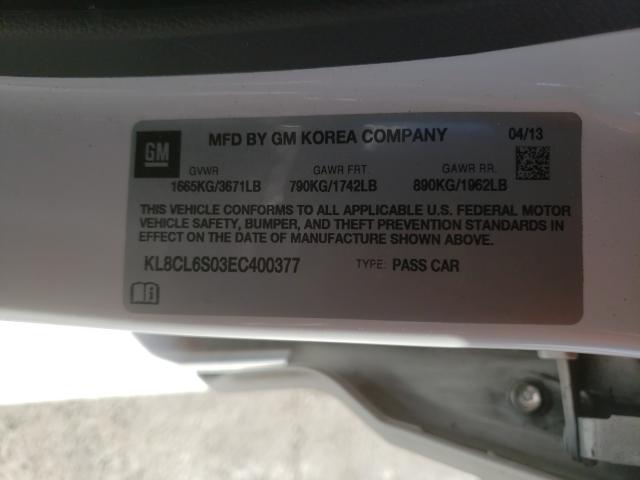 GM
MFD BY GM KOREA COMPANY 04/13
GVWR GAWR FRT. GAWR RR.
1665KG/3671LB 790KG/1742LB 890KG/1962LB
THIS VEHICLE CONFORMS TO ALL APPLICABLE U.S. FEDERAL MOTOR
VEHICLE SAFETY, BUMPER, AND THEFT PREVENTION STANDARDS IN
EFFECT ON THE DATE OF MANUFACTURE SHOWN ABOVE.
KL8CL6S03EC400377 TYPE: PASS CAR